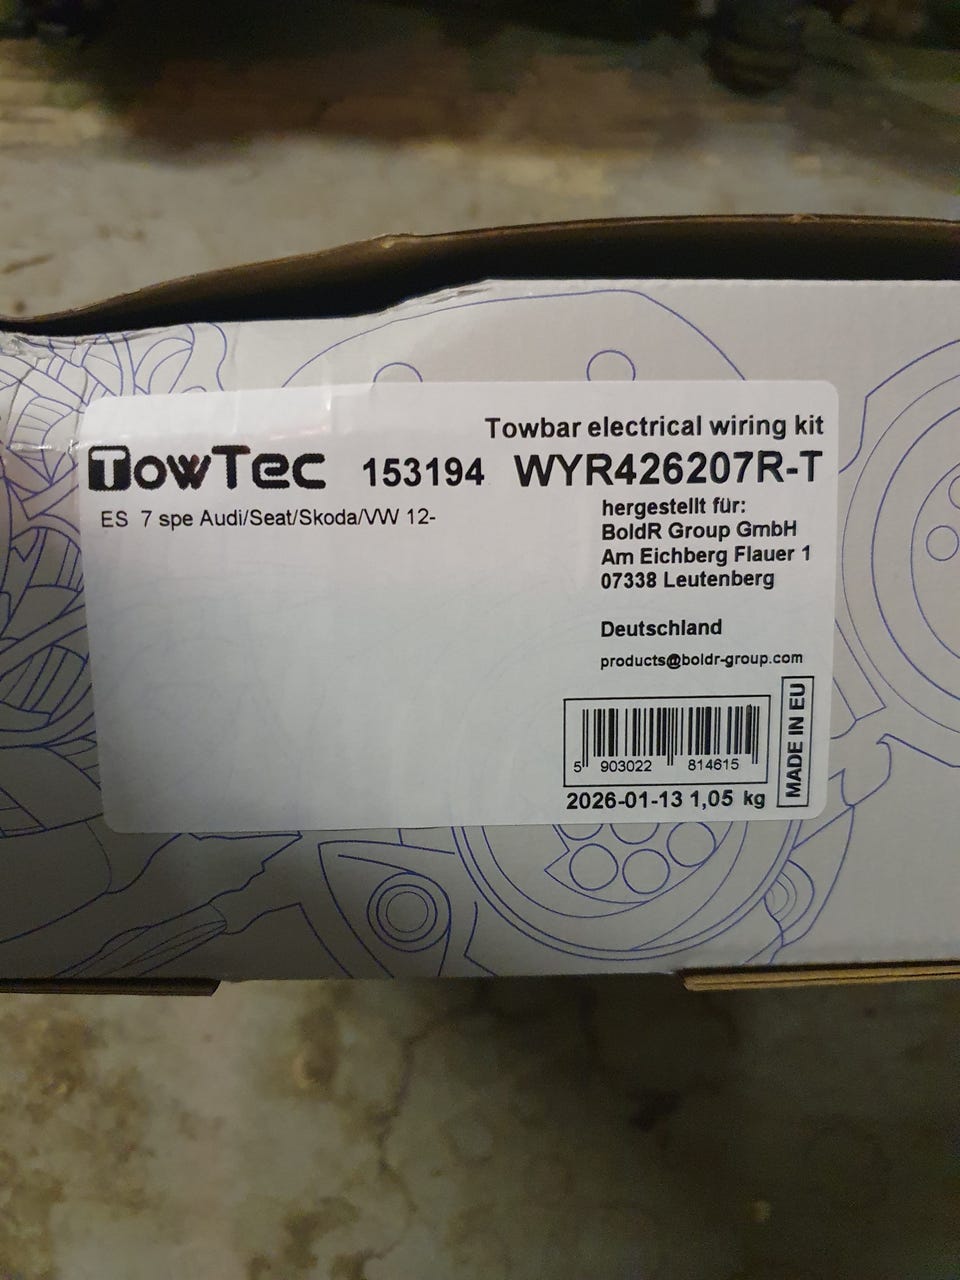 Towbar electrical wiring kit
TowTec 153194 WYR426207R-T
ES 7 spe Audi/Seat/Skoda/VW 12-
hergestellt für:
BoldR Group GmbH
Am Eichberg Flauer 1
07338 Leutenberg
Deutschland
products@boldr-group.com
MADE IN EU
5 903022 814615
2026-01-13 1,05 kg